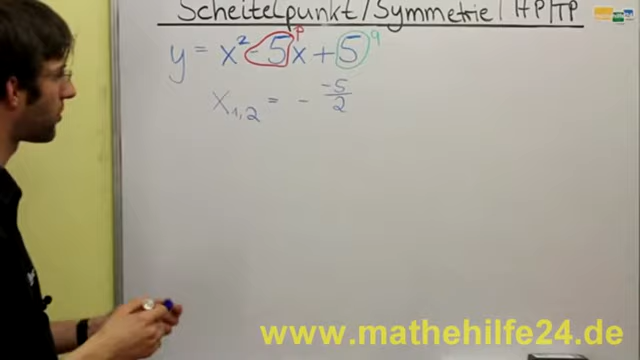 Scheitelpunkt/Symmetrie/HP/TP
y = x² - 5x + 5
p
q
x₁,₂ = - -5/2
www.mathehilfe24.de